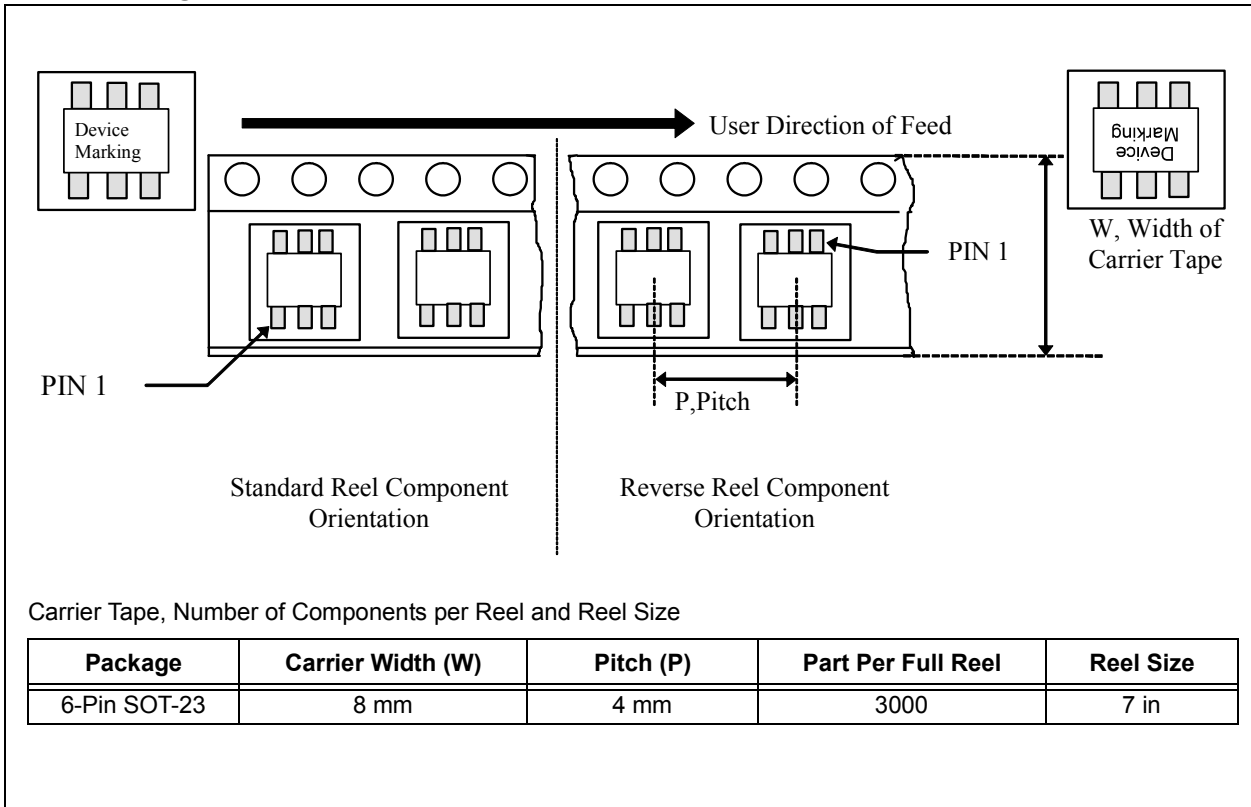 Device
Marking
User Direction of Feed
Device
Marking
W, Width of
Carrier Tape
PIN 1
PIN 1
P,Pitch
Standard Reel Component
Orientation
Reverse Reel Component
Orientation
Carrier Tape, Number of Components per Reel and Reel Size
Package Carrier Width (W) Pitch (P) Part Per Full Reel Reel Size
6-Pin SOT-23 8 mm 4 mm 3000 7 in